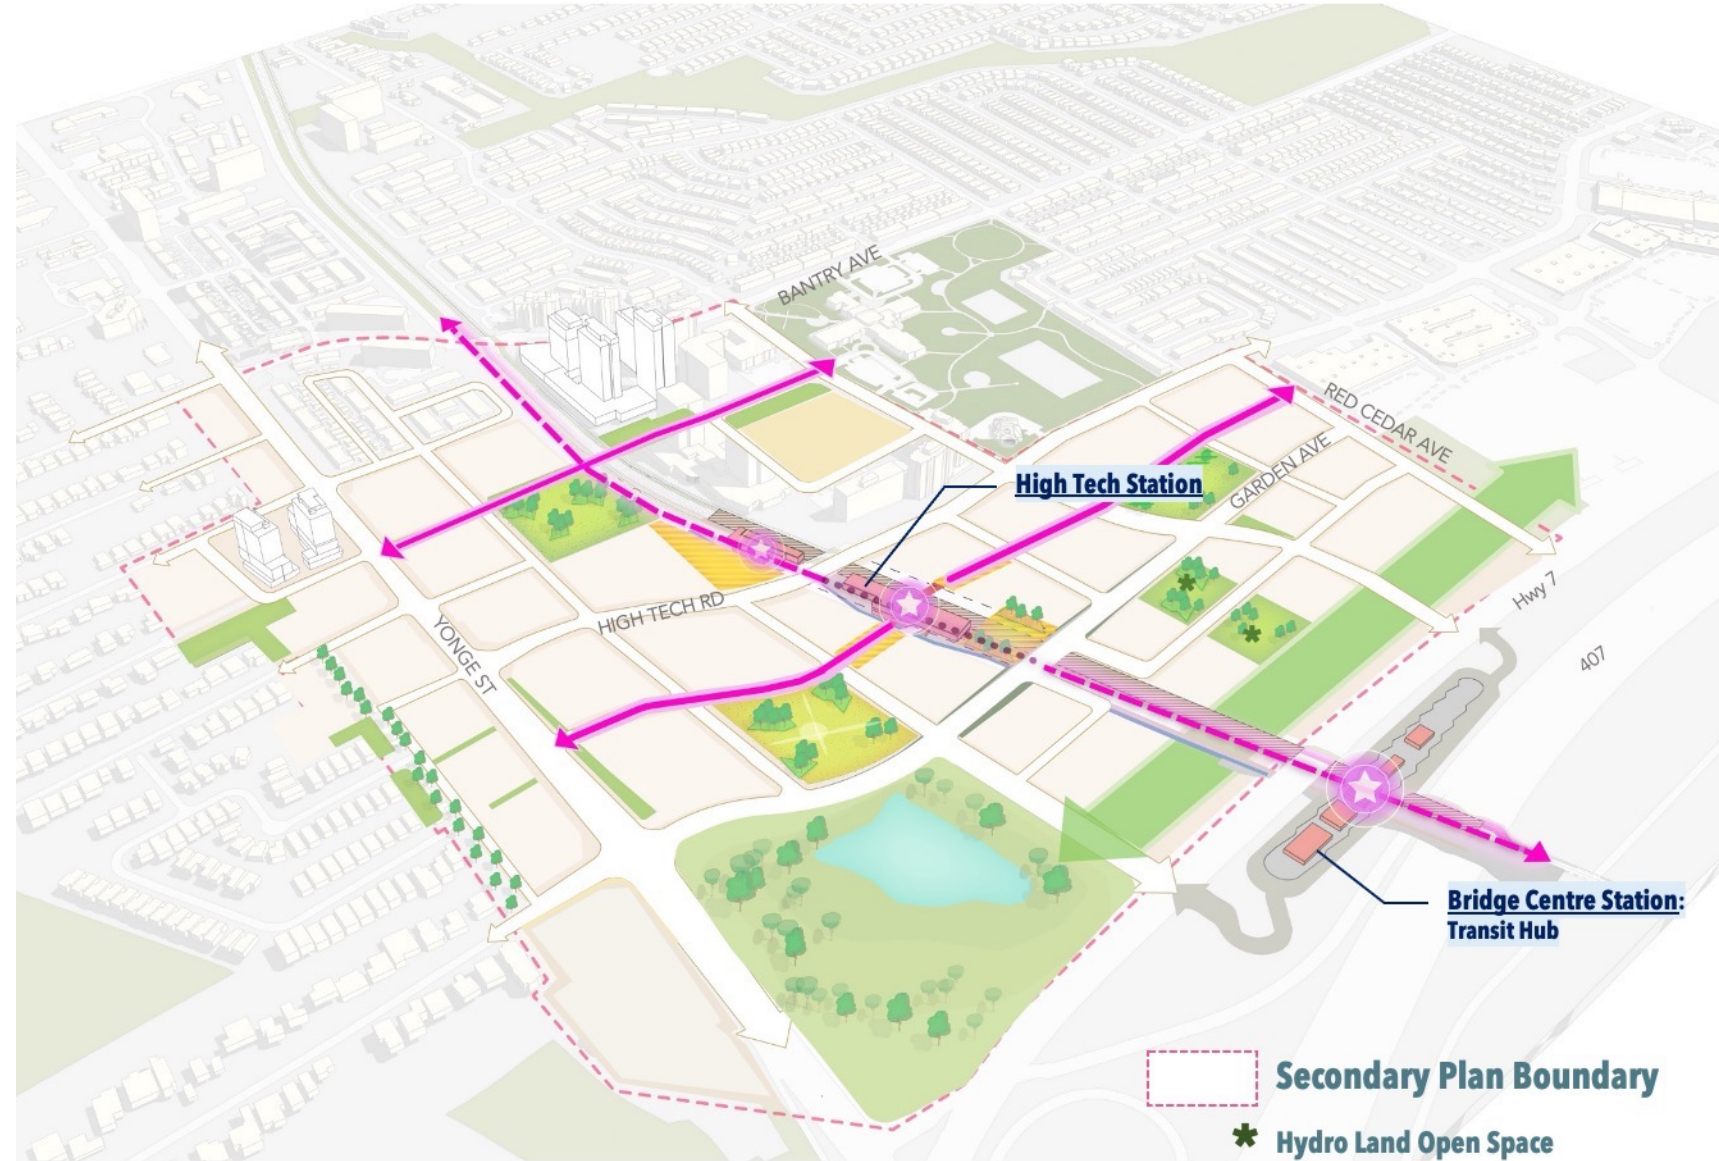 BANTRY AVE
RED CEDAR AVE
GARDEN AVE
High Tech Station
HIGH TECH RD
YONGE ST
Hwy 7
407
Bridge Centre Station:
Transit Hub
Secondary Plan Boundary
* Hydro Land Open Space